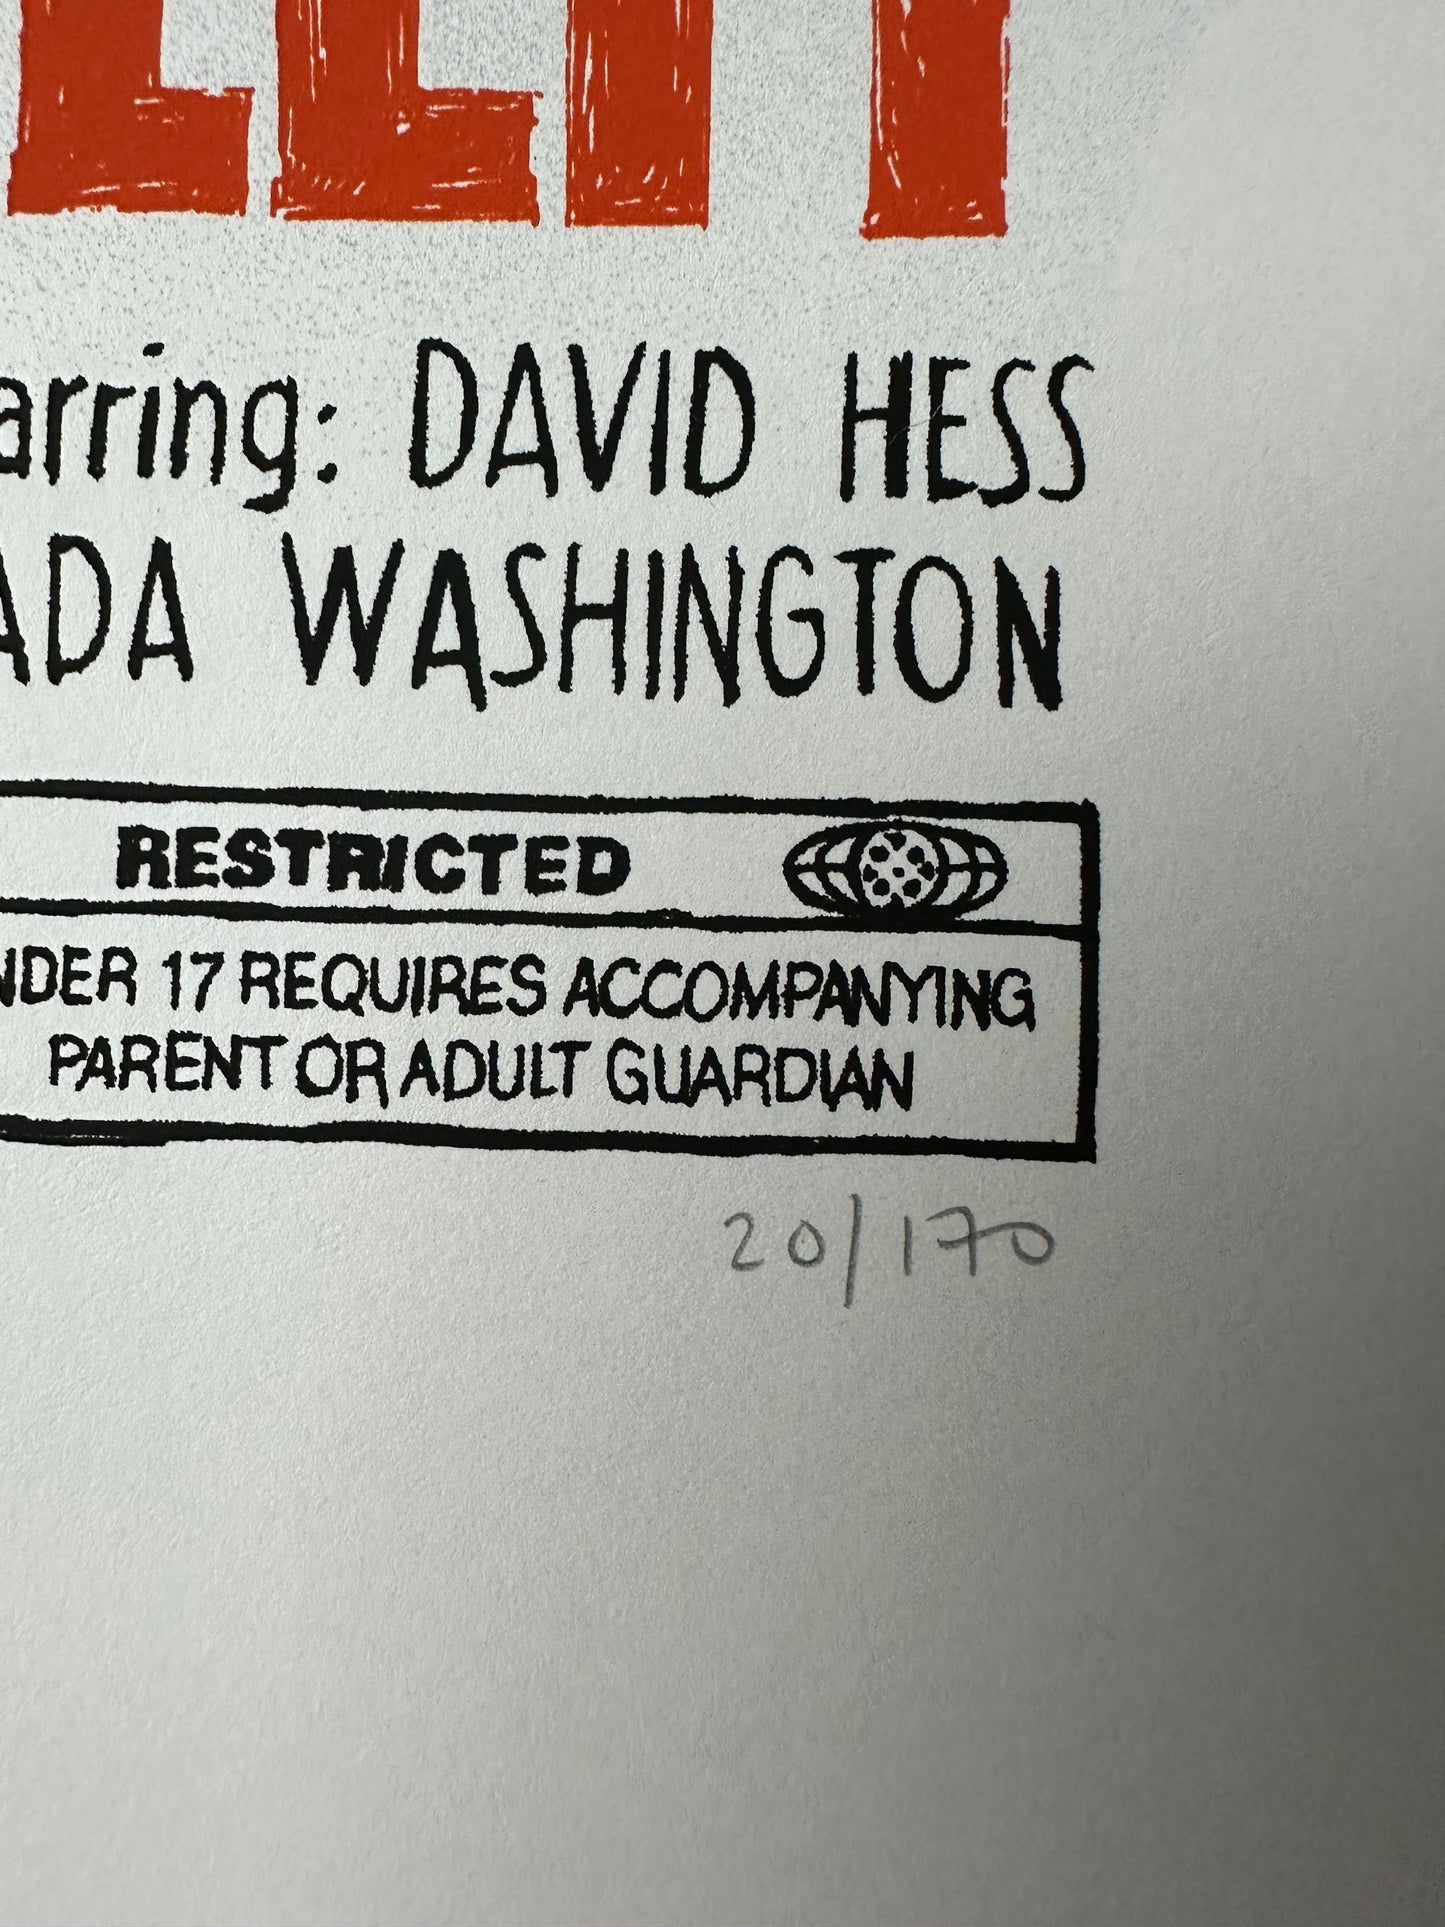 arring: DAVID HESS
ADA WASHINGTON
RESTRICTED
NDER 17 REQUIRES ACCOMPANYING
PARENT OR ADULT GUARDIAN
20/170